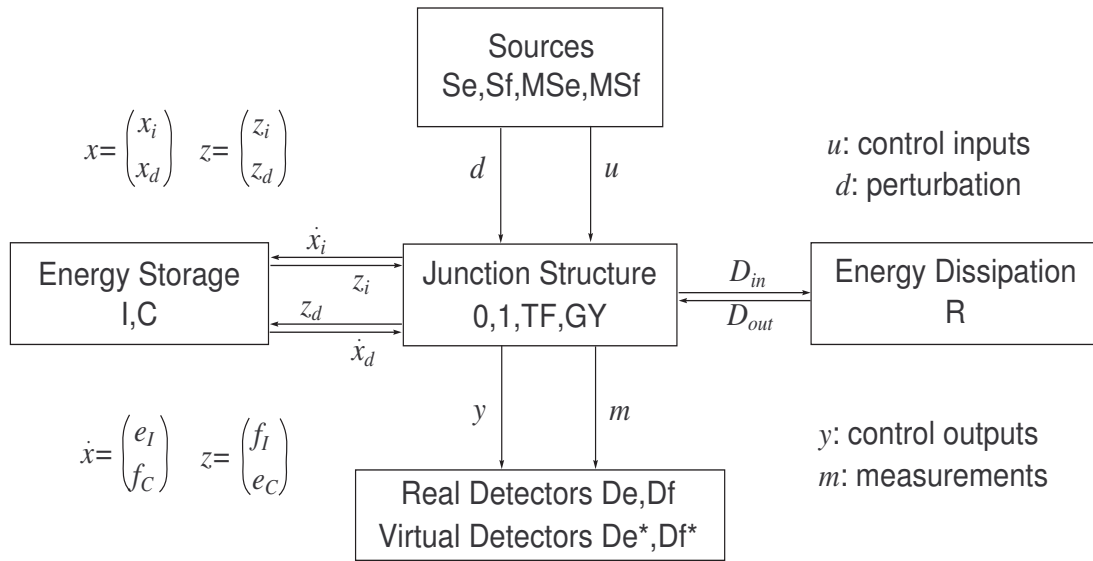 Sources
Se,Sf,MSe,MSf
x= (x_i x_d) z= (z_i z_d)
d
u
u: control inputs
d: perturbation
Energy Storage
I,C
ẋ_i
z_i
z_d
ẋ_d
Junction Structure
0,1,TF,GY
D_in
D_out
Energy Dissipation
R
y
m
ẋ= (e_I f_C) z= (f_I e_C)
y: control outputs
m: measurements
Real Detectors De,Df
Virtual Detectors De*,Df*